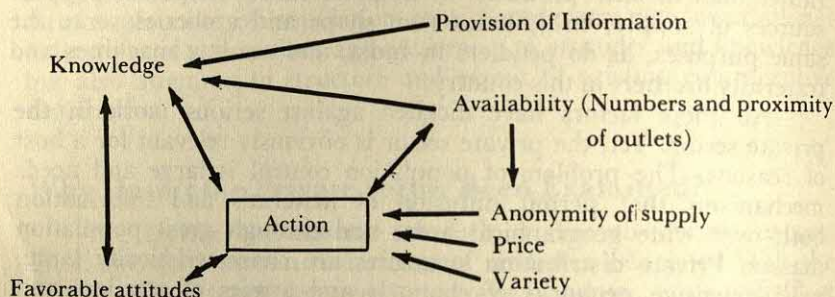 Provision of Information
Knowledge
Availability (Numbers and proximity
of outlets)
Action
Anonymity of supply
Price
Variety
Favorable attitudes